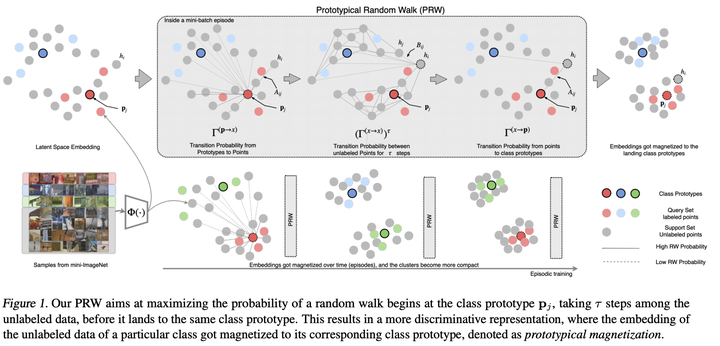 Prototypical Random Walk (PRW)
Inside a mini-batch episode
h_i
p_j
Latent Space Embedding
h_i
A_ij
p_j
Γ^(p→x)
Transition Probability from
Prototypes to Points
h_j
B_ij
h_i
(Γ^(x→x))^τ
Transition Probability between
unlabeled Points for τ steps
h_i
A_ij
p_j
Γ^(x→p)
Transition Probability from points
to class prototypes
h_i
p_j
Embeddings got magnetized to the
landing class prototypes
Φ(·)
Samples from mini-ImageNet
PRW
PRW
PRW
Embeddings got magnetized over time (episodes), and the clusters become more compact
Episodic training
Class Prototypes
Query Set
labeled points
Support Set
Unlabeled points
High RW Probability
Low RW Probability
Figure 1. Our PRW aims at maximizing the probability of a random walk begins at the class prototype p_j, taking τ steps among the
unlabeled data, before it lands to the same class prototype. This results in a more discriminative representation, where the embedding of
the unlabeled data of a particular class got magnetized to its corresponding class prototype, denoted as prototypical magnetization.